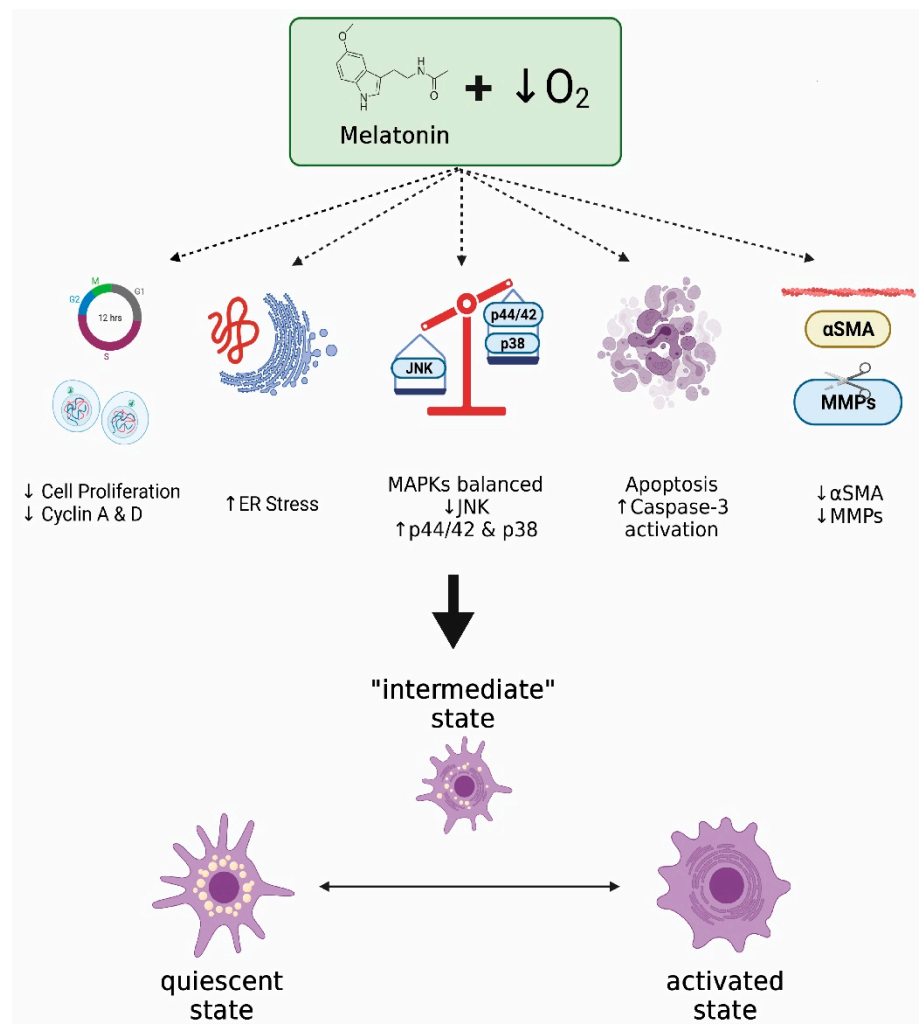 O
N
H
H
N
O
Melatonin
+ ↓O₂
M
G2
G1
12 hrs
S
JNK
p44/42
p38
αSMA
MMPs
↓ Cell Proliferation
↓ Cyclin A & D
↑ER Stress
MAPKs balanced
↓JNK
↑p44/42 & p38
Apoptosis
↑Caspase-3
activation
↓αSMA
↓MMPs
"intermediate"
state
quiescent
state
activated
state